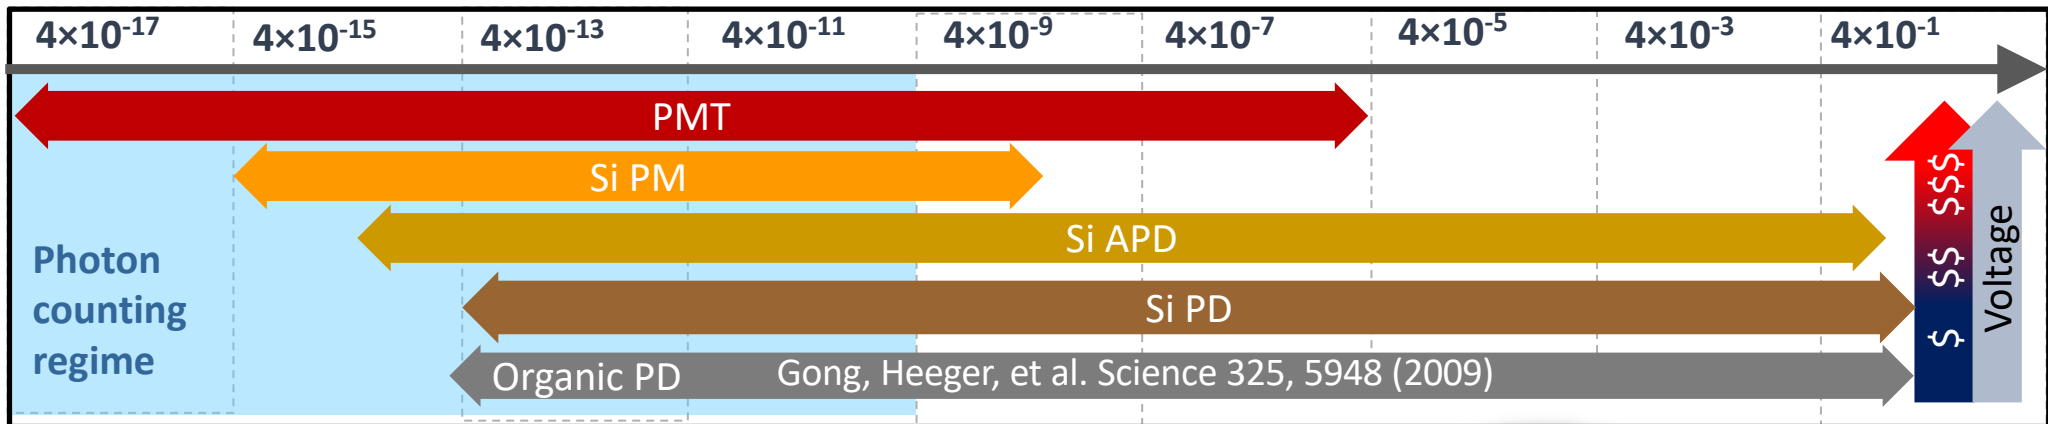 4×10⁻¹⁷ 4×10⁻¹⁵ 4×10⁻¹³ 4×10⁻¹¹ 4×10⁻⁹ 4×10⁻⁷ 4×10⁻⁵ 4×10⁻³ 4×10⁻¹
PMT
Si PM
Si APD
Photon
counting
regime
Si PD
Organic PD Gong, Heeger, et al. Science 325, 5948 (2009)
$ $$ $$$
Voltage